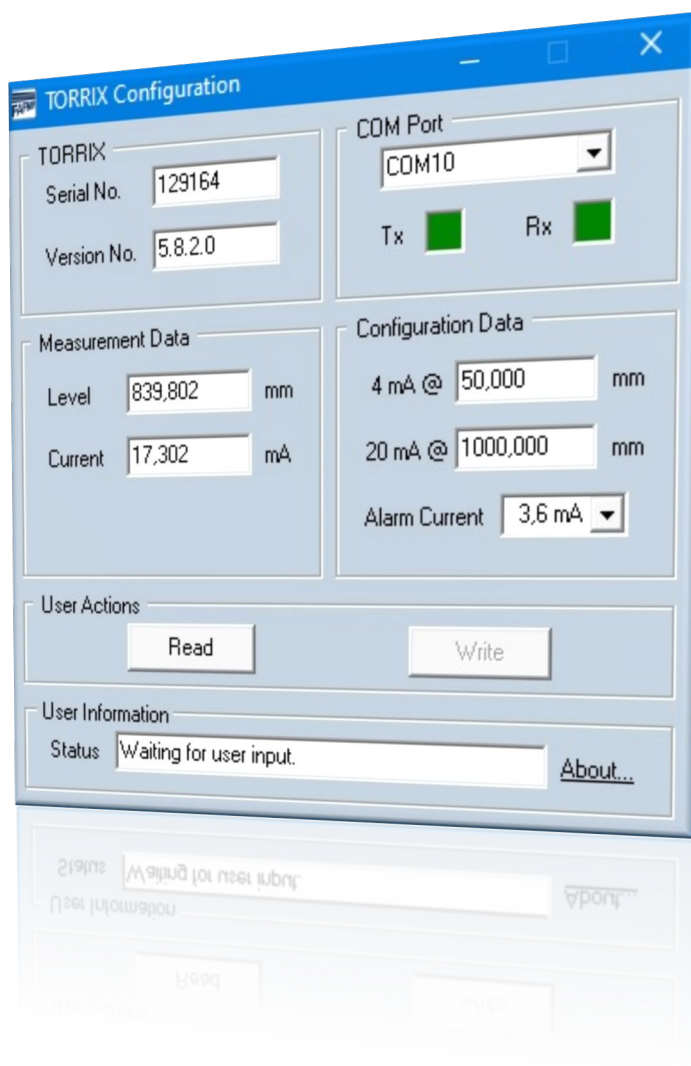 TORRIX Configuration
TORRIX
Serial No. 129164
Version No. 5.8.2.0
COM Port
COM10
Tx Rx
Measurement Data
Level 839,802 mm
Current 17,302 mA
Configuration Data
4 mA @ 50,000 mm
20 mA @ 1000,000 mm
Alarm Current 3,6 mA
User Actions
Read Write
User Information
Status Waiting for user input. About...